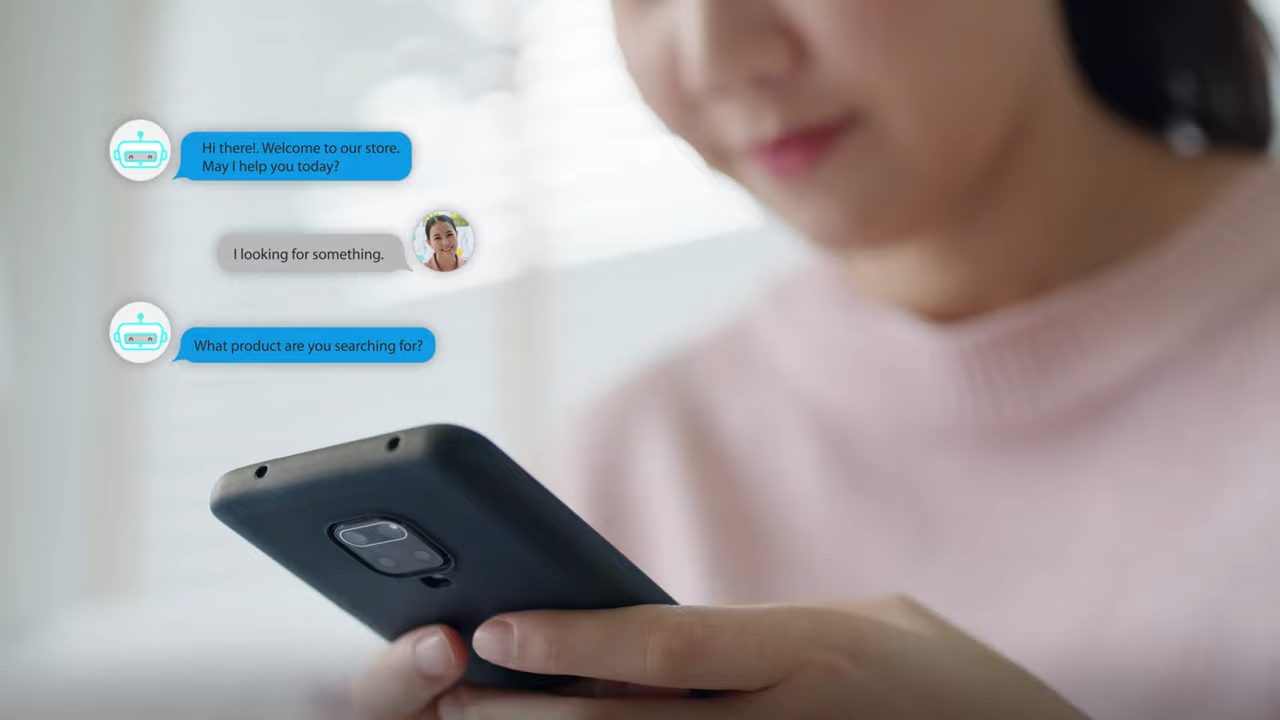 Hi there!. Welcome to our store.
May I help you today?
I looking for something.
What product are you searching for?